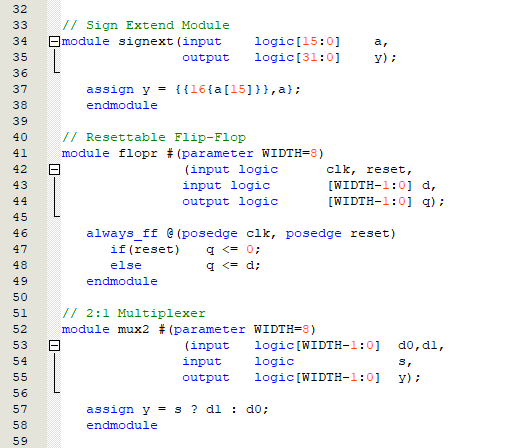 32
33 // Sign Extend Module
34 module signext(input logic[15:0] a,
35 output logic[31:0] y);
36
37 assign y = {{16{a[15]}},a};
38 endmodule
39
40 // Resettable Flip-Flop
41 module flopr #(parameter WIDTH=8)
42 (input logic clk, reset,
43 input logic [WIDTH-1:0] d,
44 output logic [WIDTH-1:0] q);
45
46 always_ff @(posedge clk, posedge reset)
47 if(reset) q <= 0;
48 else q <= d;
49 endmodule
50
51 // 2:1 Multiplexer
52 module mux2 #(parameter WIDTH=8)
53 (input logic[WIDTH-1:0] d0,d1,
54 input logic s,
55 output logic[WIDTH-1:0] y);
56
57 assign y = s ? d1 : d0;
58 endmodule
59